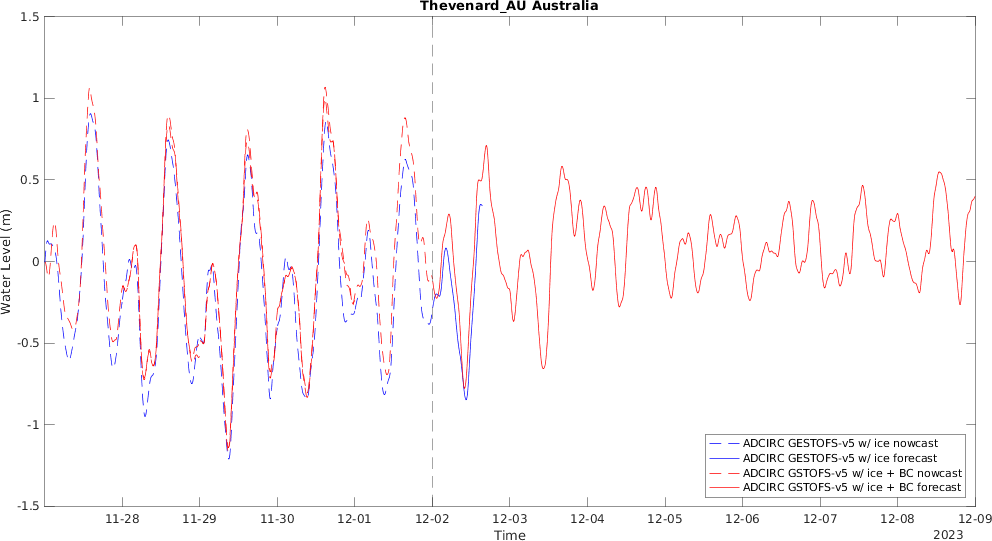 Thevenard_AU Australia
Water Level (m)
1.5
1
0.5
0
-0.5
-1
-1.5
ADCIRC GESTOFS-v5 w/ ice nowcast
ADCIRC GESTOFS-v5 w/ ice forecast
ADCIRC GSTOFS-v5 w/ ice + BC nowcast
ADCIRC GSTOFS-v5 w/ ice + BC forecast
11-28 11-29 11-30 12-01 12-02 12-03 12-04 12-05 12-06 12-07 12-08 12-09
Time
2023